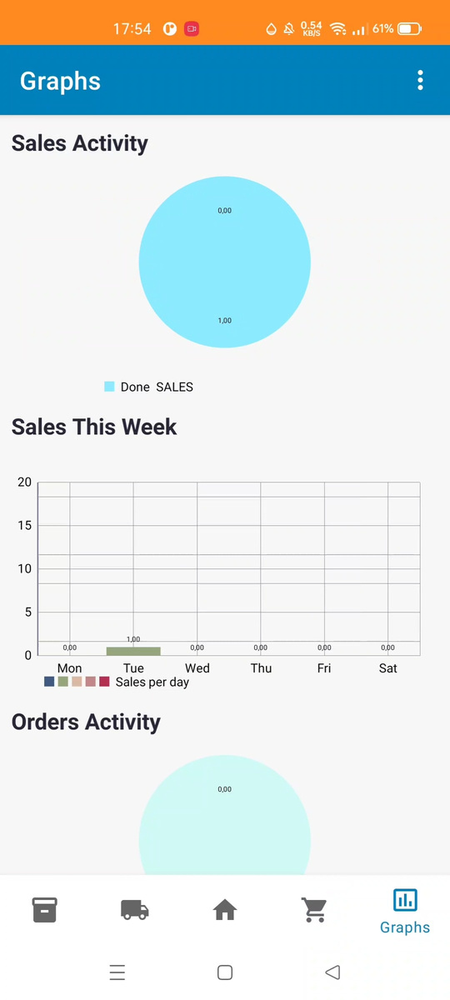 17:54 0.54 KB/S 61%
Graphs
Sales Activity
0,00
1,00
Done SALES
Sales This Week
20
15
10
5
1,00
0 0,00 0,00 0,00 0,00 0,00
Mon Tue Wed Thu Fri Sat
Sales per day
Orders Activity
0,00
Graphs